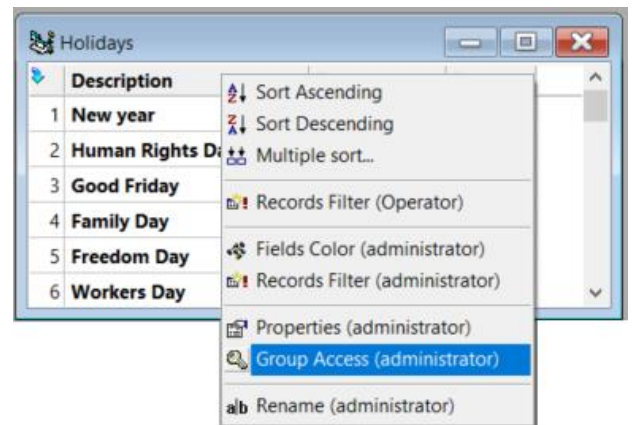 Holidays
Description
1 New year
2 Human Rights Da
3 Good Friday
4 Family Day
5 Freedom Day
6 Workers Day
Sort Ascending
Sort Descending
Multiple sort...
Records Filter (Operator)
Fields Color (administrator)
Records Filter (administrator)
Properties (administrator)
Group Access (administrator)
Rename (administrator)